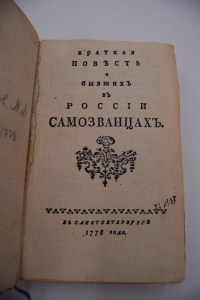 КРАТКАЯ
ПОВѢСТЬ
о
бывшихъ
въ
РОССІИ
САМОЗВАНЦАХЪ.
ВЪ САНКТПЕТЕРБУРГѢ
1778 года.